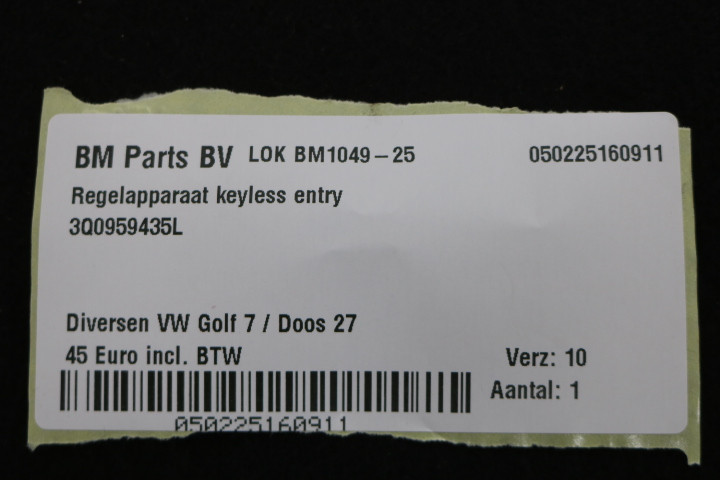 BM Parts BV LOK BM1049-25 050225160911
Regelapparaat keyless entry
3Q0959435L
Diversen VW Golf 7 / Doos 27
45 Euro incl. BTW Verz: 10
Aantal: 1
050225160911